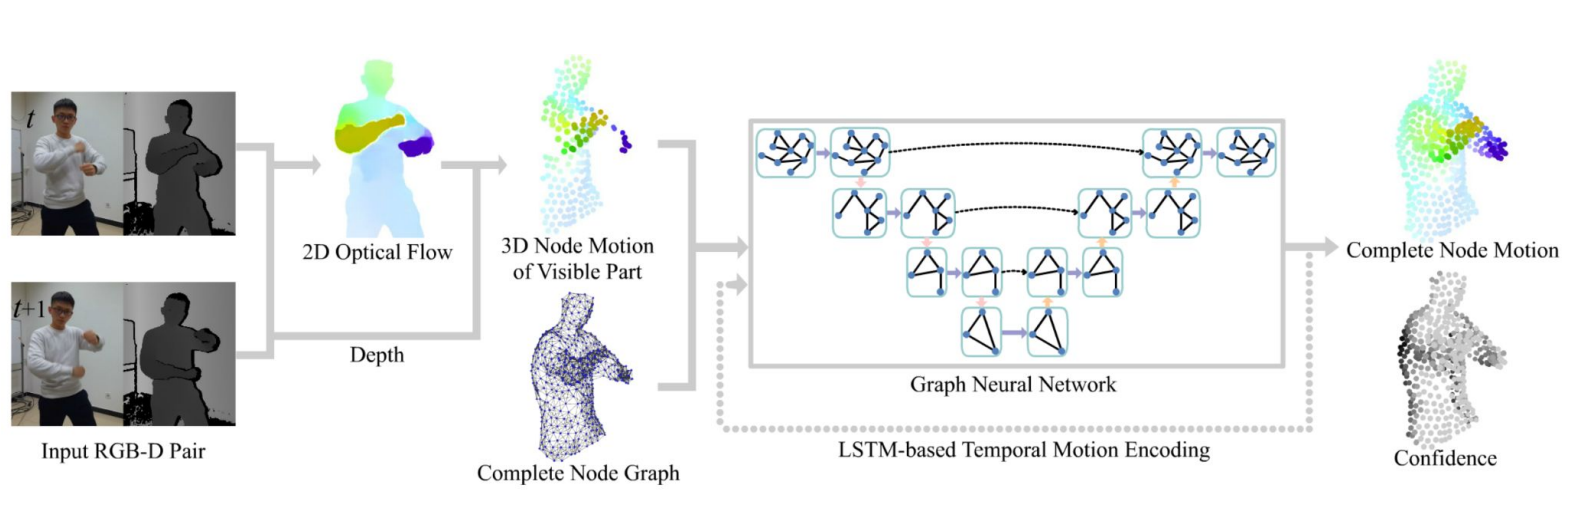 t
t+1
Input RGB-D Pair
2D Optical Flow
Depth
3D Node Motion
of Visible Part
Complete Node Graph
Graph Neural Network
LSTM-based Temporal Motion Encoding
Complete Node Motion
Confidence